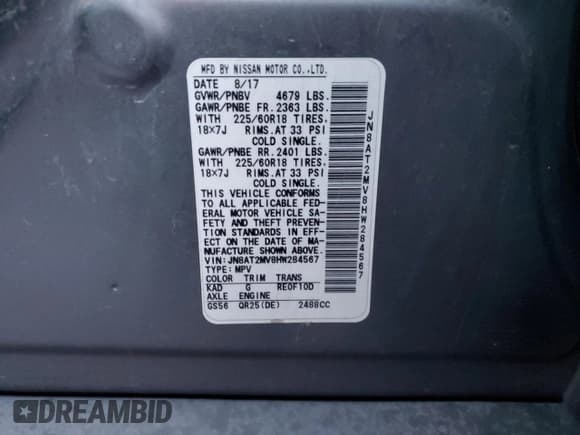 MFD BY NISSAN MOTOR CO.,LTD.
DATE 8/17
GVWR/PNBV 4679 LBS.
GAWR/PNBE FR. 2363 LBS.
WITH 225/60R18 TIRES,
18X7J RIMS.AT 33 PSI
COLD SINGLE.
GAWR/PNBE RR. 2401 LBS.
WITH 225/60R18 TIRES,
18X7J RIMS.AT 33 PSI
COLD SINGLE.
THIS VEHICLE CONFORMS
TO ALL APPLICABLE FED-
ERAL MOTOR VEHICLE SA-
FETY AND THEFT PREVEN-
TION STANDARDS IN EFF-
ECT ON THE DATE OF MA-
NUFACTURE SHOWN ABOVE.
VIN:JN8AT2MV8HW284567
TYPE:MPV
COLOR TRIM TRANS
KAD G RE0F10D
AXLE ENGINE
GS56 QR25(DE) 2488CC
JN8AT2MV8HW284567
DREAMBID